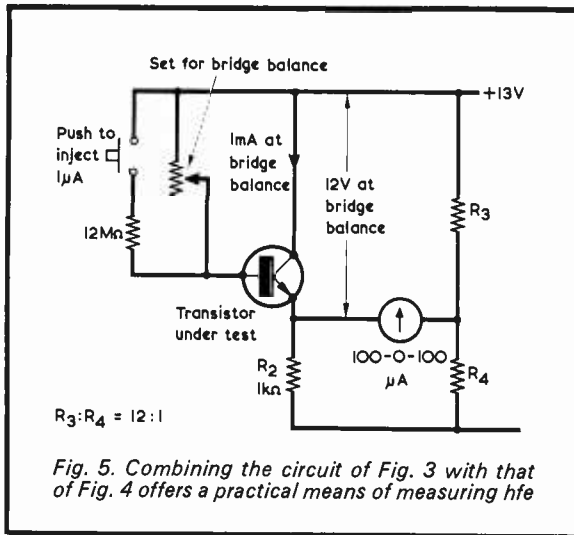 Set for bridge balance
+13V
Push to
inject
1μA
1mA at
bridge
balance
12V at
bridge
balance
R3
12MΩ
Transistor
under test
R2
1kΩ
100-0-100
μA
R4
R3:R4 = 12:1
Fig. 5. Combining the circuit of Fig. 3 with that
of Fig. 4 offers a practical means of measuring hfe